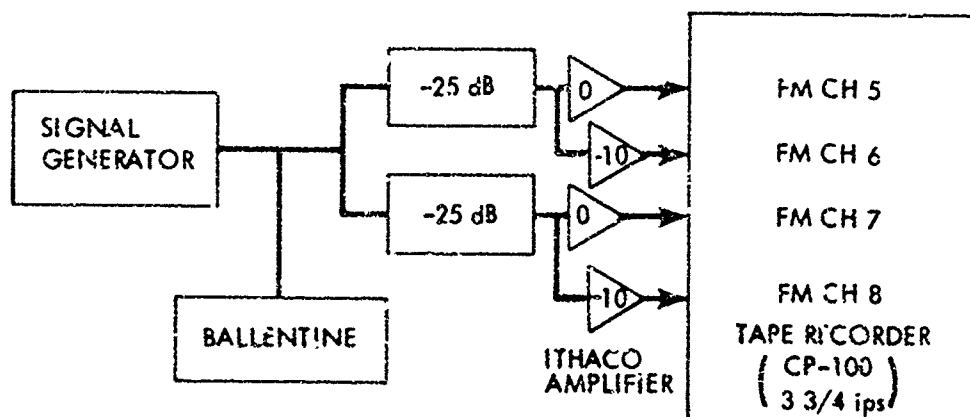 SIGNAL
GENERATOR
BALLENTINE
-25 dB
-25 dB
0
-10
0
-10
ITHACO
AMPLIFIER
FM CH 5
FM CH 6
FM CH 7
FM CH 8
TAPE RECORDER
(CP-100
3 3/4 ips)